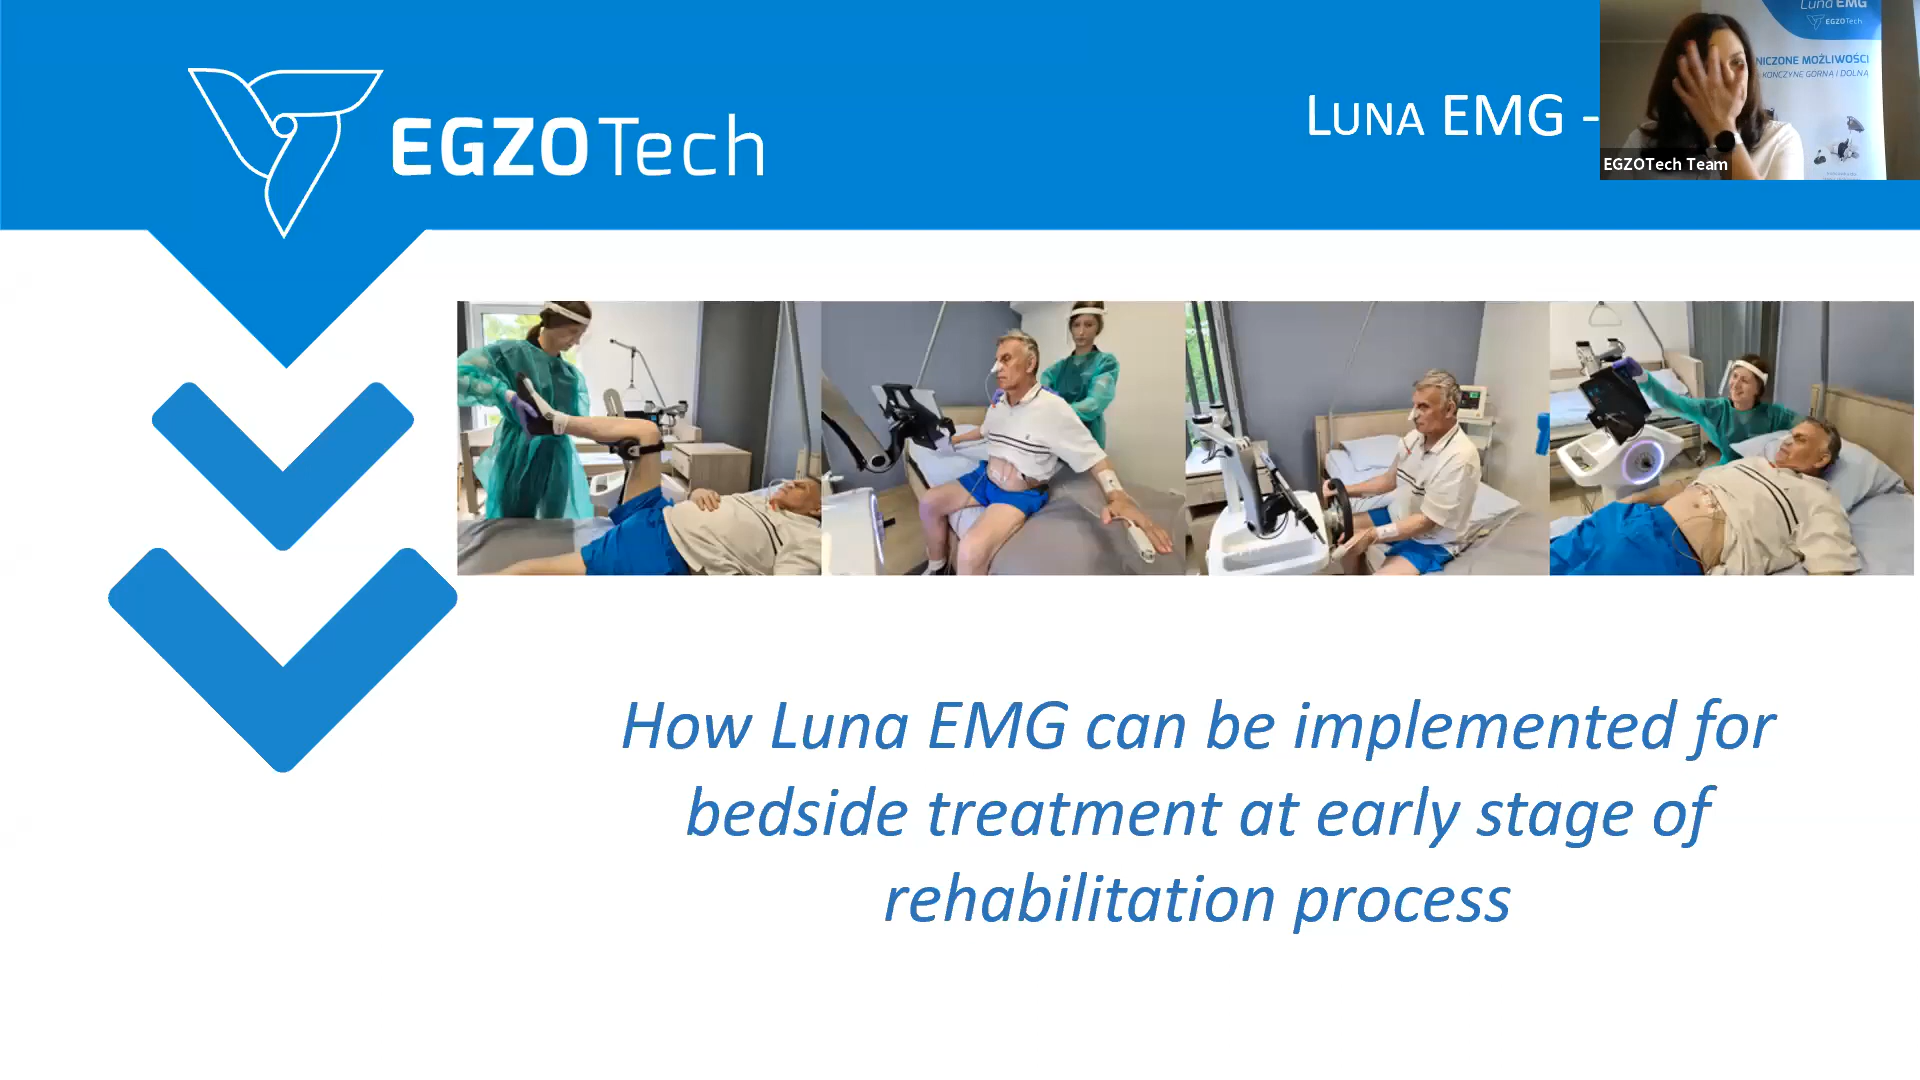 EGZOTech
LUNA EMG -
Luna EMG
EGZOTech
NICZONE MOŻLIWOŚCI
KOŃCZYNĘ GÓRNĄ I DOLNĄ
EGZOTech Team
How Luna EMG can be implemented for
bedside treatment at early stage of
rehabilitation process